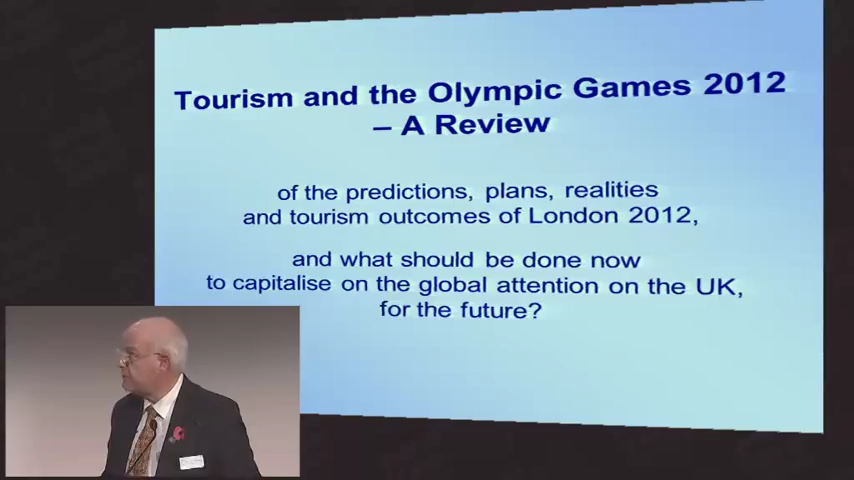 Tourism and the Olympic Games 2012
– A Review
of the predictions, plans, realities
and tourism outcomes of London 2012,
and what should be done now
to capitalise on the global attention on the UK,
for the future?